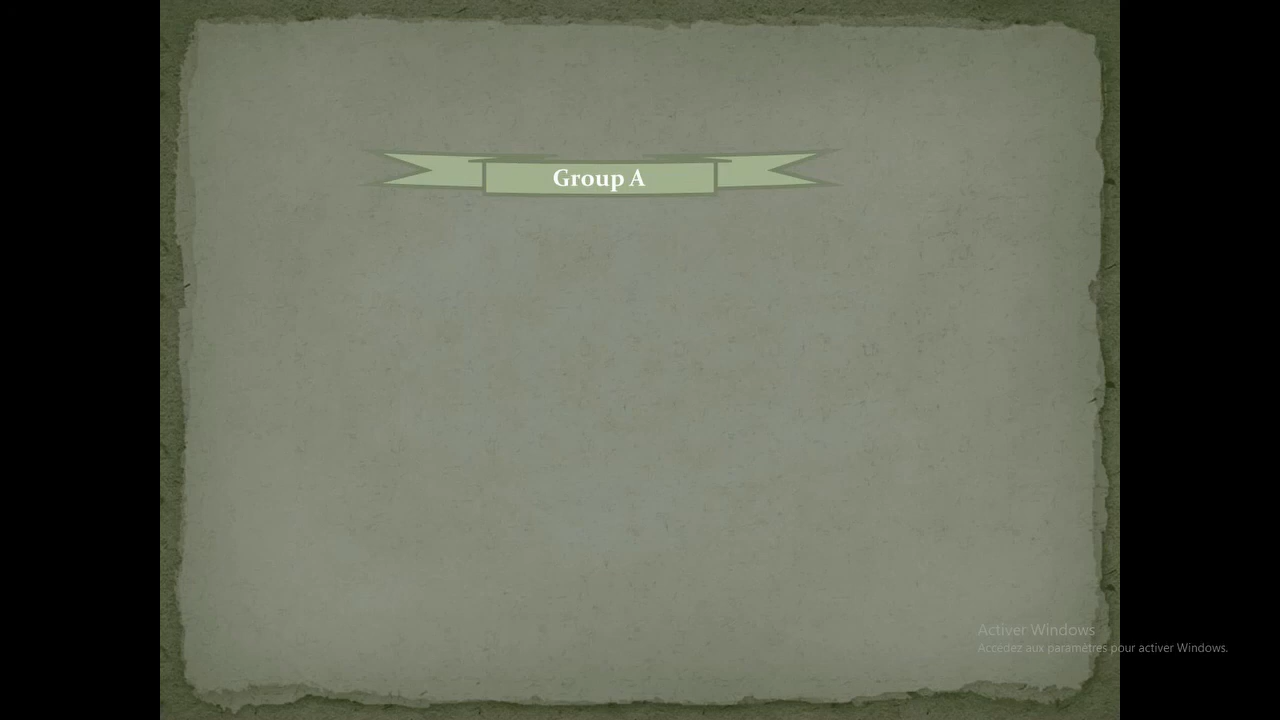 Group A
Activer Windows
Accédez aux paramètres pour activer Windows.